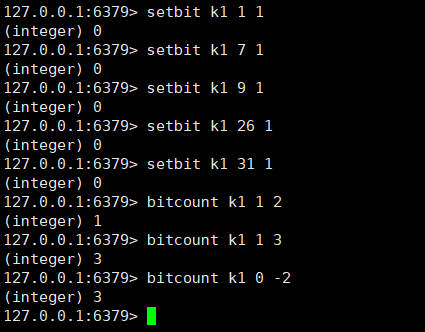 127.0.0.1:6379> setbit k1 1 1
(integer) 0
127.0.0.1:6379> setbit k1 7 1
(integer) 0
127.0.0.1:6379> setbit k1 9 1
(integer) 0
127.0.0.1:6379> setbit k1 26 1
(integer) 0
127.0.0.1:6379> setbit k1 31 1
(integer) 0
127.0.0.1:6379> bitcount k1 1 2
(integer) 1
127.0.0.1:6379> bitcount k1 1 3
(integer) 3
127.0.0.1:6379> bitcount k1 0 -2
(integer) 3
127.0.0.1:6379>